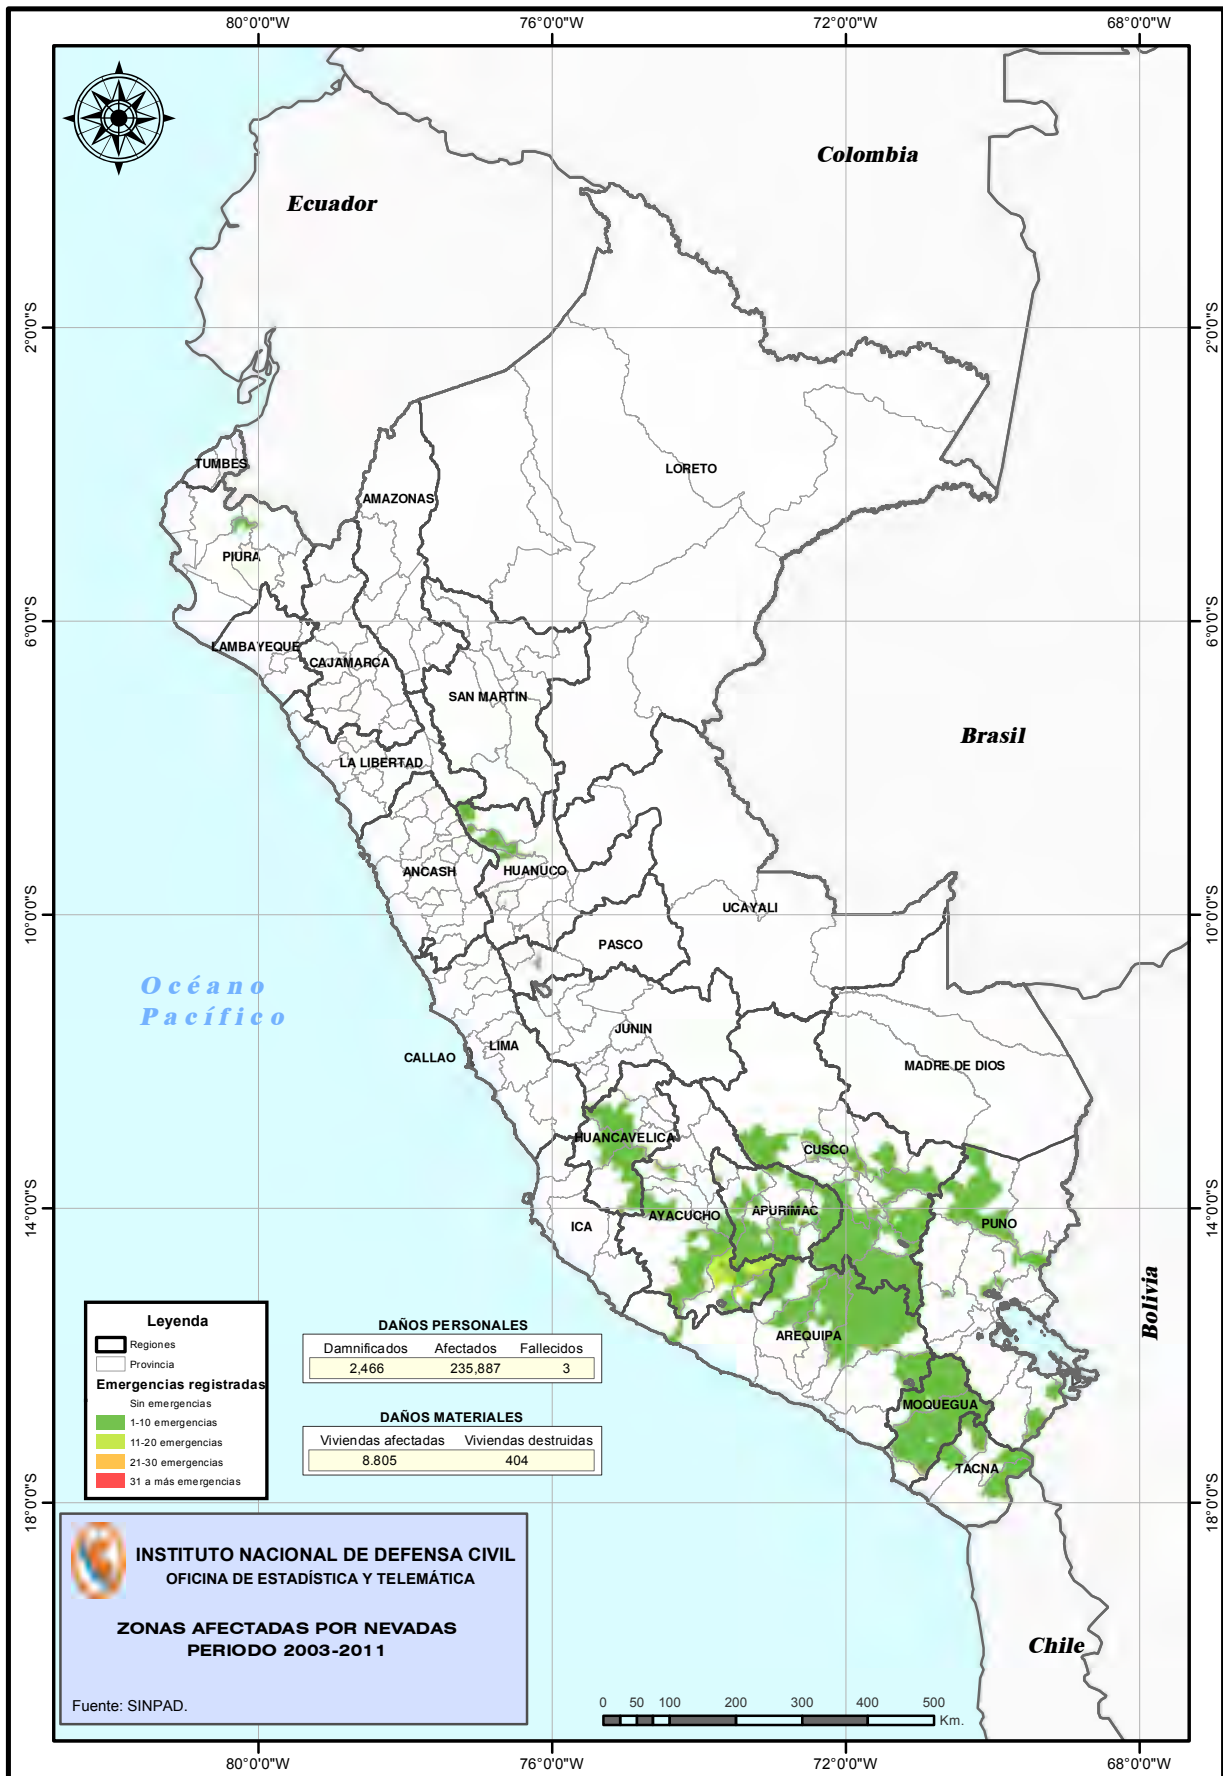 80°0'0"W 76°0'0"W 72°0'0"W 68°0'0"W
Colombia
Ecuador
2°0'0"S 2°0'0"S
TUMBES
LORETO
AMAZONAS
PIURA
6°0'0"S 6°0'0"S
LAMBAYEQUE
CAJAMARCA
SAN MARTIN
Brasil
LA LIBERTAD
ANCASH
HUANUCO
UCAYALI
10°0'0"S 10°0'0"S
PASCO
Océano
Pacífico
JUNIN
LIMA
CALLAO
MADRE DE DIOS
HUANCAVELICA
CUSCO
14°0'0"S 14°0'0"S
AYACUCHO
APURIMAC
ICA
PUNO
Bolivia
AREQUIPA
MOQUEGUA
TACNA
18°0'0"S 18°0'0"S
Leyenda
Regiones
Provincia
Emergencias registradas
Sin emergencias
1-10 emergencias
11-20 emergencias
21-30 emergencias
31 a más emergencias
DAÑOS PERSONALES
Damnificados Afectados Fallecidos
2,466 235,887 3
DAÑOS MATERIALES
Viviendas afectadas Viviendas destruidas
8.805 404
INSTITUTO NACIONAL DE DEFENSA CIVIL
OFICINA DE ESTADÍSTICA Y TELEMÁTICA
ZONAS AFECTADAS POR NEVADAS
PERIODO 2003-2011
Fuente: SINPAD.
Chile
0 50 100 200 300 400 500
Km.
80°0'0"W 76°0'0"W 72°0'0"W 68°0'0"W